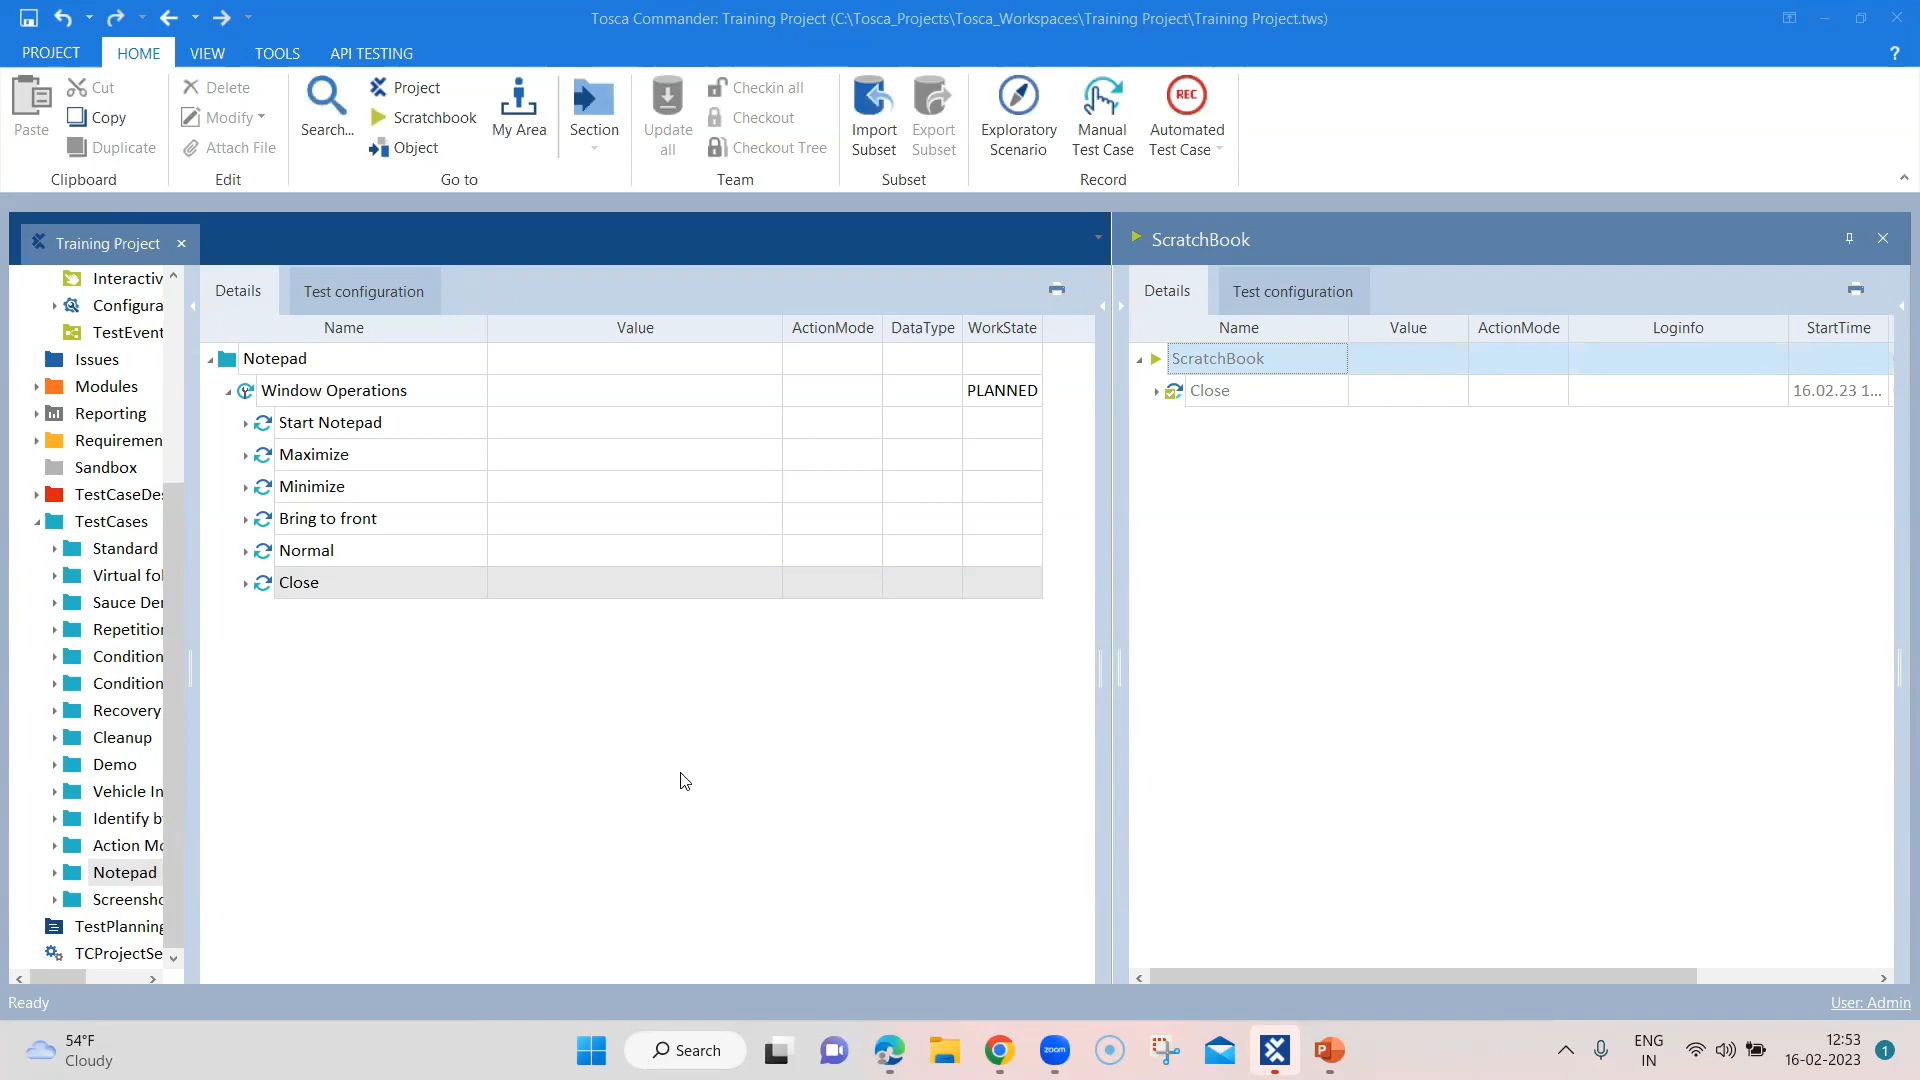 Tosca Commander: Training Project (C:\Tosca_Projects\Tosca_Workspaces\Training Project\Training Project.tws)
PROJECT HOME VIEW TOOLS API TESTING ?
Paste
Cut
Copy
Duplicate
Clipboard
Delete
Modify
Attach File
Edit
Search...
Project
Scratchbook
Object
My Area
Go to
Section
Update all
Checkin all
Checkout
Checkout Tree
Team
Import Subset
Export Subset
Subset
Exploratory Scenario
Manual Test Case
REC
Automated Test Case
Record
Training Project
Interactiv
Configura
TestEvent
Issues
Modules
Reporting
Requiremen
Sandbox
TestCaseDes
TestCases
Standard
Virtual fol
Sauce Der
Repetition
Condition
Condition
Recovery
Cleanup
Demo
Vehicle In
Identify b
Action Mo
Notepad
Screensho
TestPlanning
TCProjectSe
Details Test configuration
Name Value ActionMode DataType WorkState
Notepad
Window Operations PLANNED
Start Notepad
Maximize
Minimize
Bring to front
Normal
Close
ScratchBook
Details Test configuration
Name Value ActionMode Loginfo StartTime
ScratchBook
Close 16.02.23 1...
Ready User: Admin
54°F
Cloudy
Search
zoom
ENG
IN
12:53
16-02-2023
1